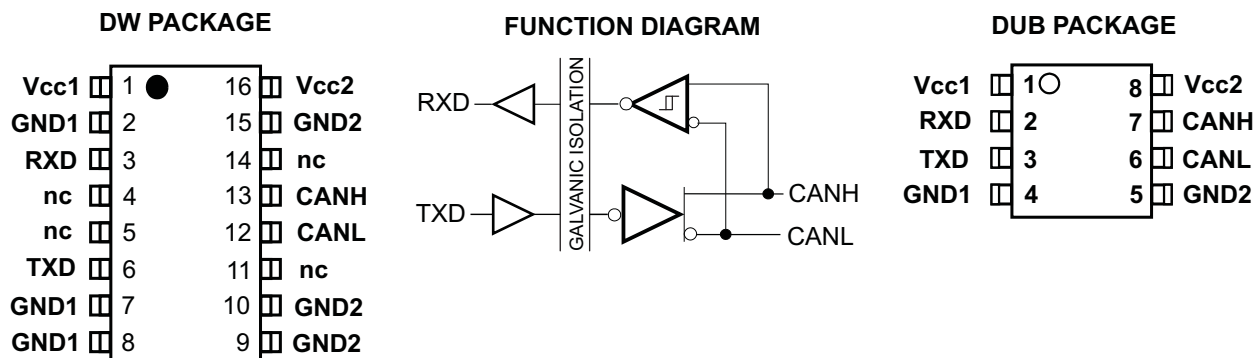 DW PACKAGE
Vcc1 1 16 Vcc2
GND1 2 15 GND2
RXD 3 14 nc
nc 4 13 CANH
nc 5 12 CANL
TXD 6 11 nc
GND1 7 10 GND2
GND1 8 9 GND2
FUNCTION DIAGRAM
RXD
GALVANIC ISOLATION
TXD
CANH
CANL
DUB PACKAGE
Vcc1 1 8 Vcc2
RXD 2 7 CANH
TXD 3 6 CANL
GND1 4 5 GND2